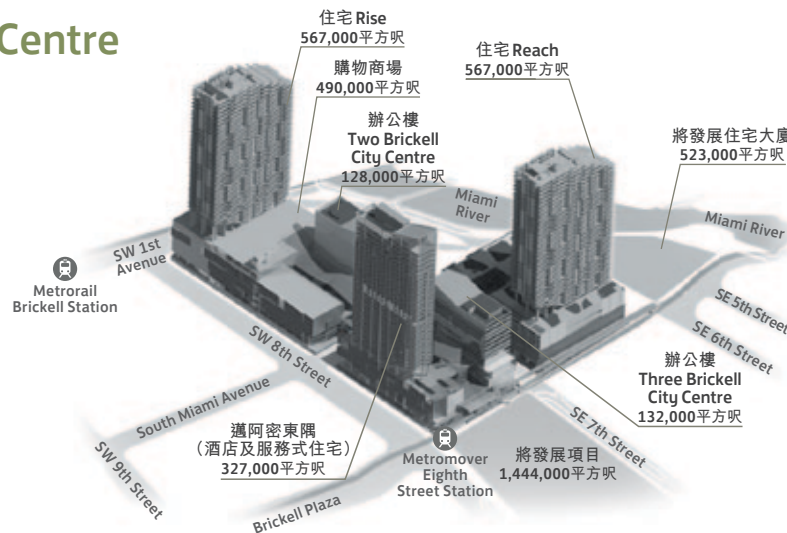 Centre
住宅 Rise
567,000平方呎
購物商場
490,000平方呎
辦公樓
Two Brickell
City Centre
128,000平方呎
住宅 Reach
567,000平方呎
將發展住宅大廈
523,000平方呎
Miami
River
Miami River
SW 1st
Avenue
Metrorail
Brickell Station
SW 8th Street
South Miami Avenue
SW 9th Street
邁阿密東隅
（酒店及服務式住宅）
327,000平方呎
Brickell Plaza
Metromover
Eighth
Street Station
將發展項目
1,444,000平方呎
SE 7th Street
辦公樓
Three Brickell
City Centre
132,000平方呎
SE 5th Street
SE 6th Street